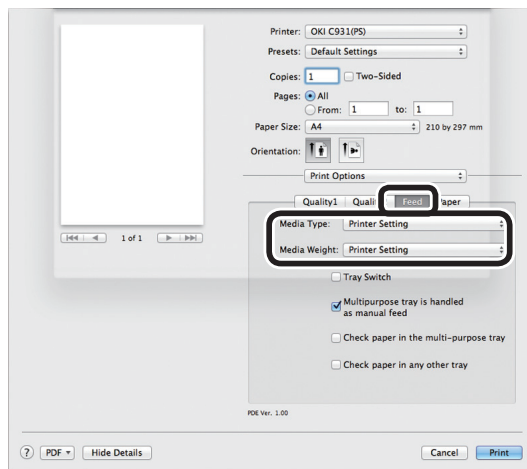 Printer: OKI C931(PS)
Presets: Default Settings
Copies: 1 Two-Sided
Pages: All
From: 1 to: 1
Paper Size: A4 210 by 297 mm
Orientation:
Print Options
Quality1 Quali Feed aper
Media Type: Printer Setting
1 of 1
Media Weight: Printer Setting
Tray Switch
Multipurpose tray is handled
as manual feed
Check paper in the multi-purpose tray
Check paper in any other tray
PDE Ver. 1.00
? PDF Hide Details Cancel Print